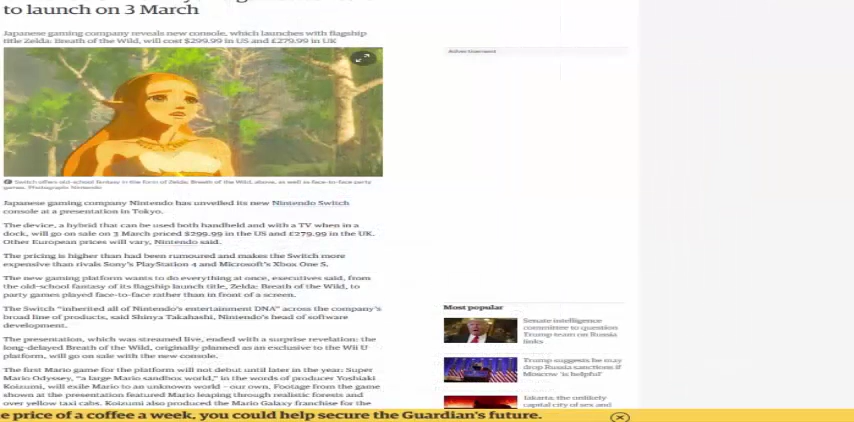 to launch on 3 March
Japanese gaming company reveals new console, which launches with flagship
title Zelda: Breath of the Wild, will cost $299.99 in US and £279.99 in UK
Switch offers old-school fantasy in the form of Zelda: Breath of the Wild, above, as well as face-to-face party
games. Photograph: Nintendo
Japanese gaming company Nintendo has unveiled its new Nintendo Switch
console at a presentation in Tokyo.
The device, a hybrid that can be used both handheld and with a TV when in a
dock, will go on sale on 3 March priced $299.99 in the US and £279.99 in the UK.
Other European prices will vary, Nintendo said.
The pricing is higher than had been rumoured and makes the Switch more
expensive than rivals Sony's PlayStation 4 and Microsoft's Xbox One S.
The new gaming platform wants to do everything at once, executives said, from
the old-school fantasy of its flagship launch title, Zelda: Breath of the Wild, to
party games played face-to-face rather than in front of a screen.
The Switch "inherited all of Nintendo's entertainment DNA" across the company's
broad line of products, said Shinya Takahashi, Nintendo's head of software
development.
The presentation, which was streamed live, ended with a surprise revelation: the
long-delayed Breath of the Wild, originally planned as an exclusive to the Wii U
platform, will go on sale with the new console.
The first Mario game for the platform will not debut until later in the year: Super
Mario Odyssey, "a large Mario sandbox world," in the words of producer Yoshiaki
Koizumi, will exile Mario to an unknown world – our own. Footage from the game
shown at the presentation featured Mario leaping through realistic forests and
over yellow taxi cabs. Koizumi also produced the Mario Galaxy franchise for the
Advertisement
Most popular
Senate intelligence
committee to question
Trump team on Russia
links
Trump suggests he may
drop Russia sanctions if
Moscow 'is helpful'
Jakarta, the unlikely
capital city of sex and
e price of a coffee a week, you could help secure the Guardian's future.